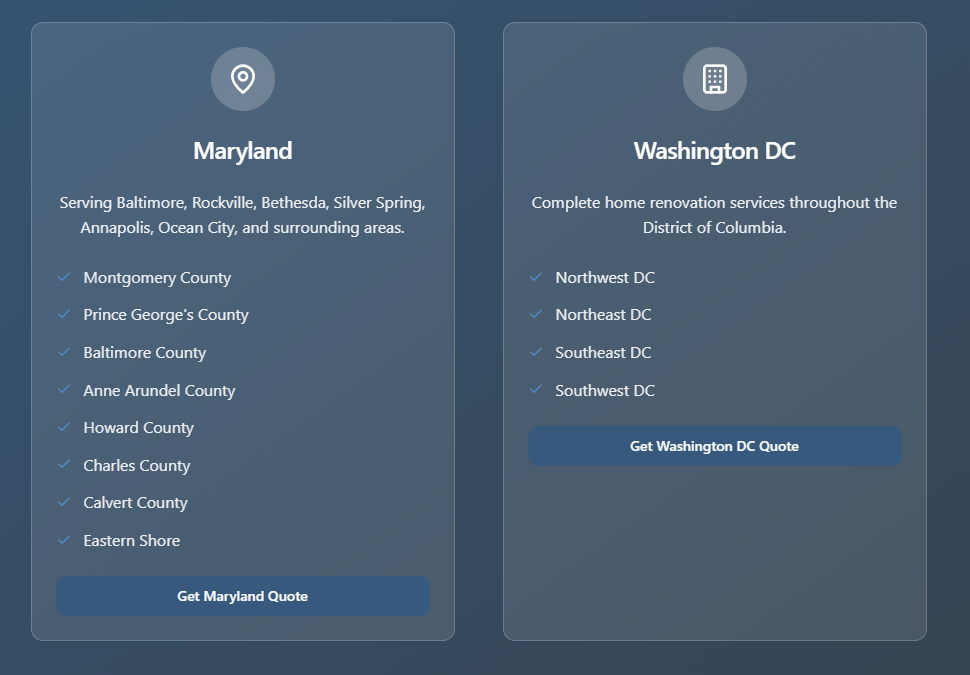 Maryland
Serving Baltimore, Rockville, Bethesda, Silver Spring,
Annapolis, Ocean City, and surrounding areas.
Montgomery County
Prince George's County
Baltimore County
Anne Arundel County
Howard County
Charles County
Calvert County
Eastern Shore
Get Maryland Quote
Washington DC
Complete home renovation services throughout the
District of Columbia.
Northwest DC
Northeast DC
Southeast DC
Southwest DC
Get Washington DC Quote